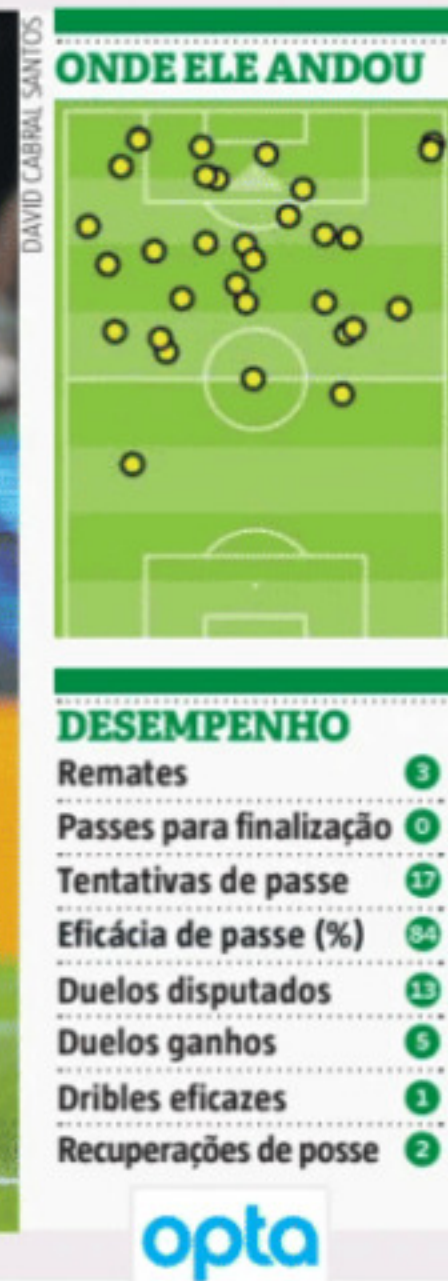 DAVID CABRAL SANTOS
ONDE ELE ANDOU
DESEMPENHO
Remates 3
Passes para finalização 0
Tentativas de passe 17
Eficácia de passe (%) 84
Duelos disputados 13
Duelos ganhos 5
Dribles eficazes 1
Recuperações de posse 2
opta